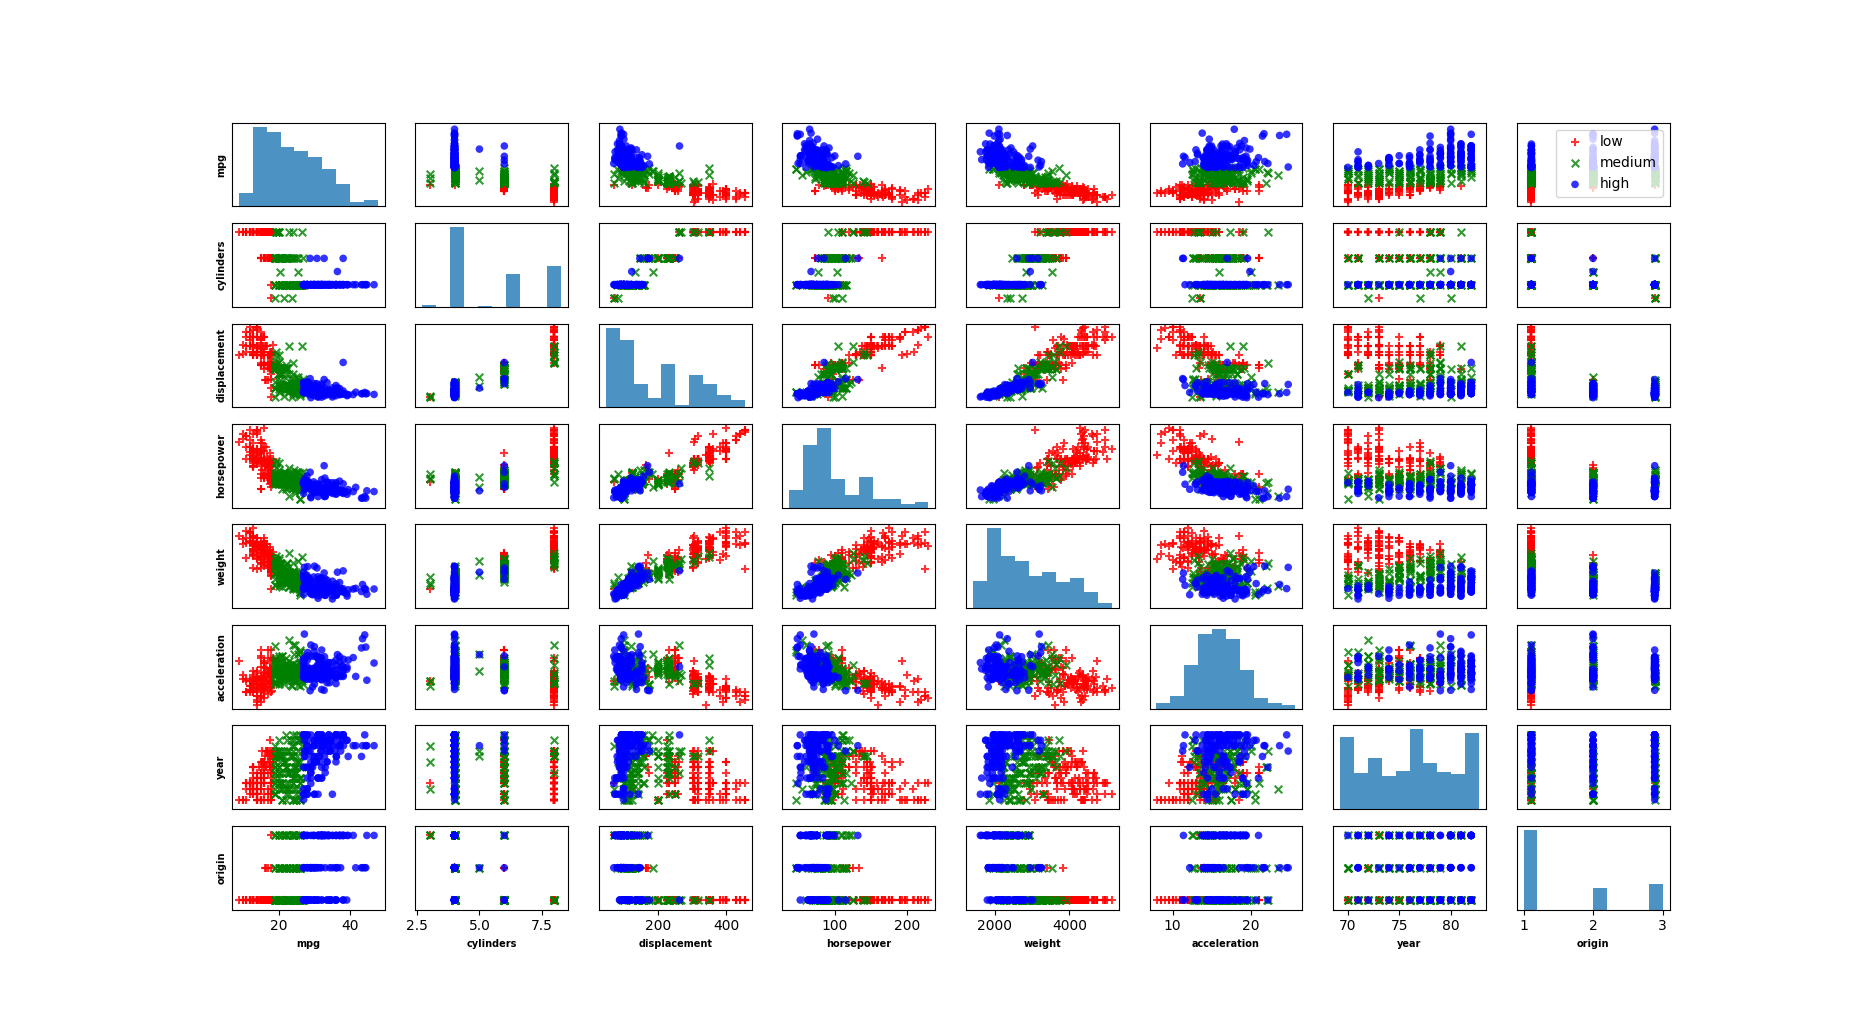 mpg
low
medium
high
cylinders
displacement
horsepower
weight
acceleration
year
origin
20 40 2.5 5.0 7.5 200 400 100 200 2000 4000 10 20 70 75 80 1 2 3
mpg cylinders displacement horsepower weight acceleration year origin